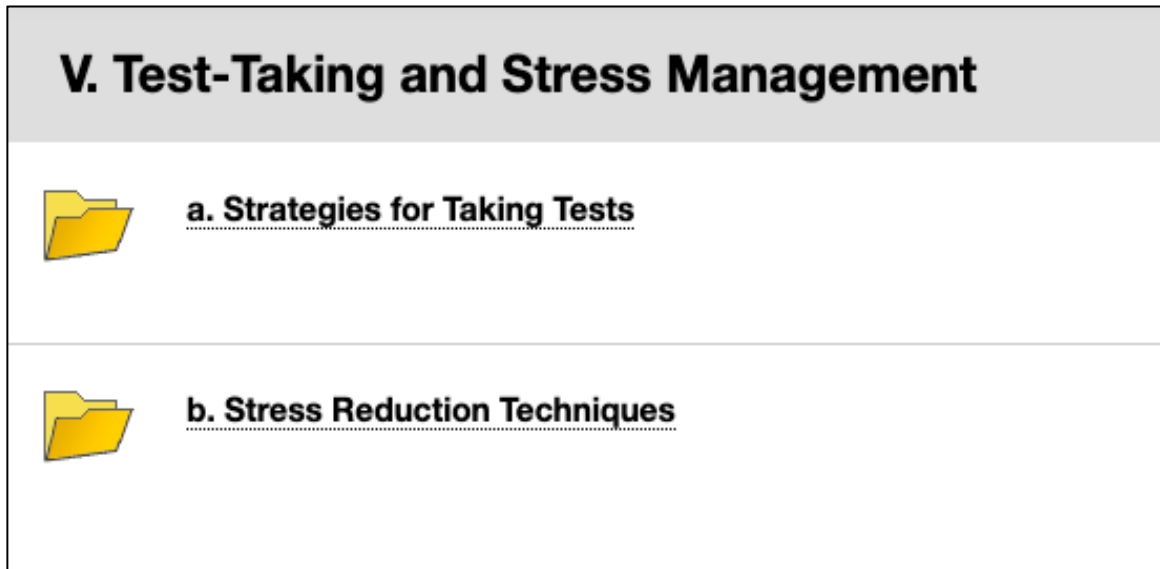 V. Test-Taking and Stress Management
a. Strategies for Taking Tests
b. Stress Reduction Techniques